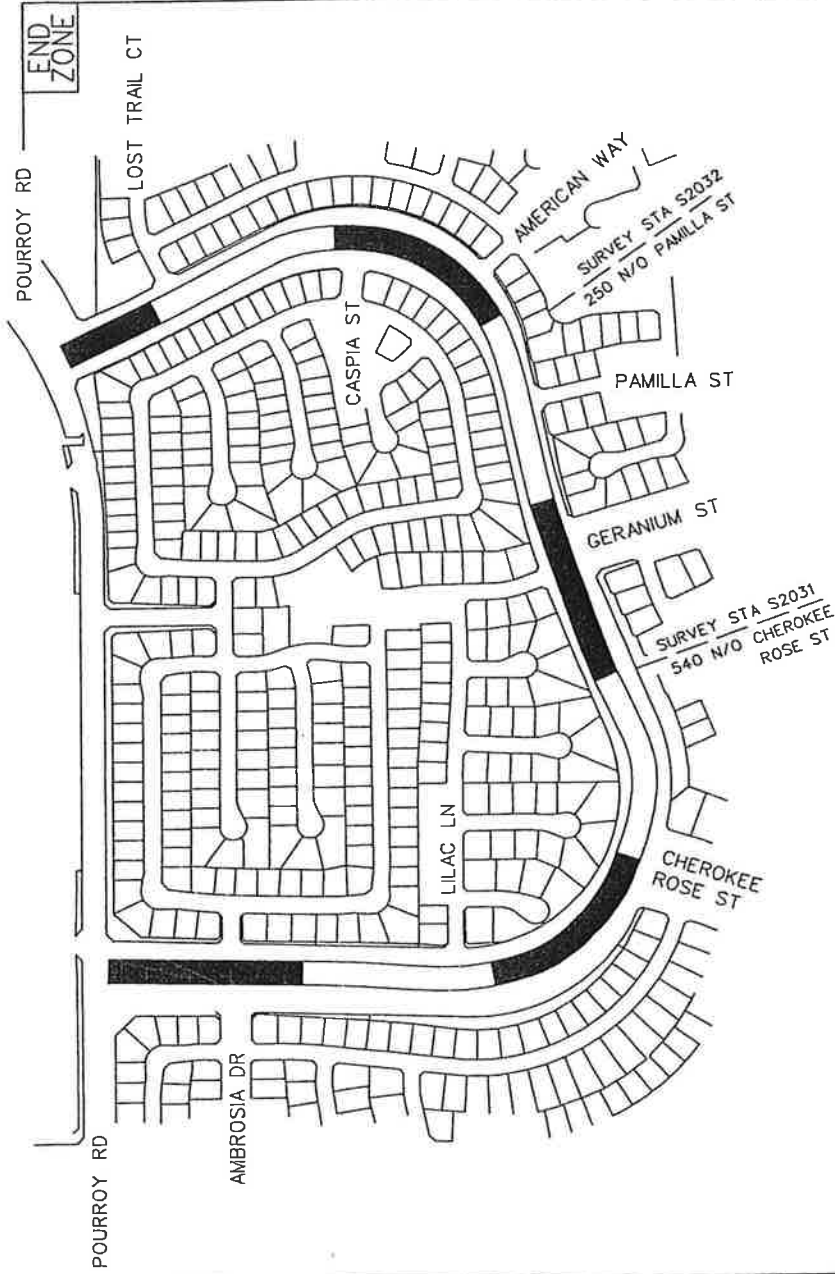 END
ZONE
POURROY RD
LOST TRAIL CT
AMERICAN WAY
SURVEY STA S2032
250 N/O PAMILLA ST
CASPIA ST
PAMILLA ST
GERANIUM ST
SURVEY STA S2031
540 N/O CHEROKEE
ROSE ST
LILAC LN
CHEROKEE
ROSE ST
AMBROSIA DR
POURROY RD